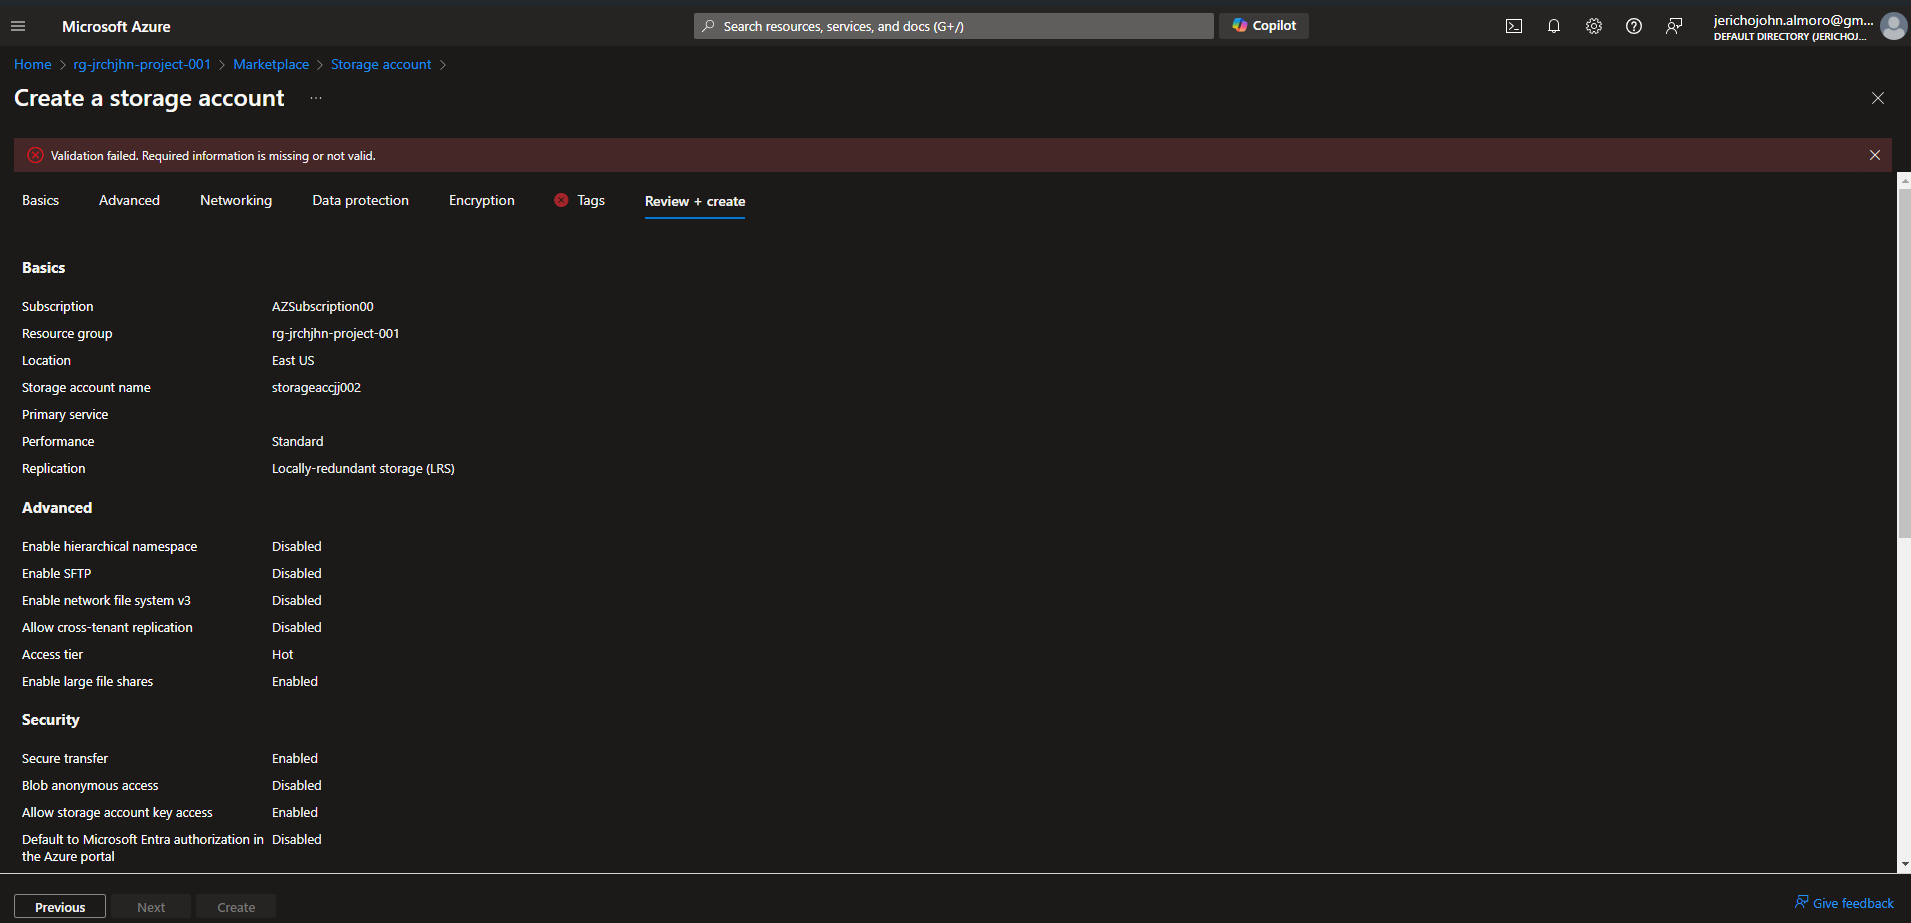 Microsoft Azure
Search resources, services, and docs (G+/)
Copilot
jerichojohn.almoro@gm...
DEFAULT DIRECTORY (JERICHOJ...
Home > rg-jrchjhn-project-001 > Marketplace > Storage account >
Create a storage account ...
Validation failed. Required information is missing or not valid.
Basics Advanced Networking Data protection Encryption Tags Review + create
Basics
Subscription AZSubscription00
Resource group rg-jrchjhn-project-001
Location East US
Storage account name storageaccjj002
Primary service
Performance Standard
Replication Locally-redundant storage (LRS)
Advanced
Enable hierarchical namespace Disabled
Enable SFTP Disabled
Enable network file system v3 Disabled
Allow cross-tenant replication Disabled
Access tier Hot
Enable large file shares Enabled
Security
Secure transfer Enabled
Blob anonymous access Disabled
Allow storage account key access Enabled
Default to Microsoft Entra authorization in Disabled
the Azure portal
Previous Next Create
Give feedback